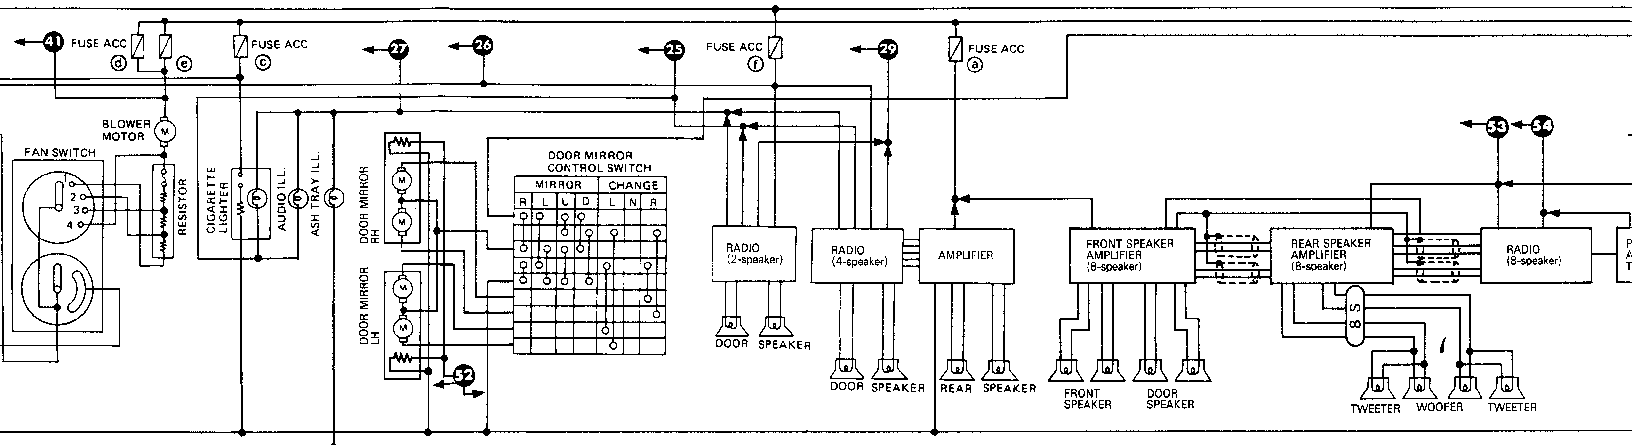 41
FUSE ACC
d
e
FUSE ACC
c
27
26
25
FUSE ACC
f
29
FUSE ACC
a
53
54
BLOWER
MOTOR
M
FAN SWITCH
1
2
3
4
RESISTOR
CIGARETTE
LIGHTER
AUDIO ILL.
ASH TRAY ILL.
DOOR MIRROR
RH
M
M
DOOR MIRROR
LH
M
M
52
DOOR MIRROR
CONTROL SWITCH
MIRROR CHANGE
R L U D L N R
RADIO
(2-speaker)
DOOR SPEAKER
RADIO
(4-speaker)
AMPLIFIER
DOOR SPEAKER REAR SPEAKER
FRONT SPEAKER
AMPLIFIER
(8-speaker)
FRONT
SPEAKER
DOOR
SPEAKER
REAR SPEAKER
AMPLIFIER
(8-speaker)
8 S
TWEETER WOOFER TWEETER
RADIO
(8-speaker)
P
A
T